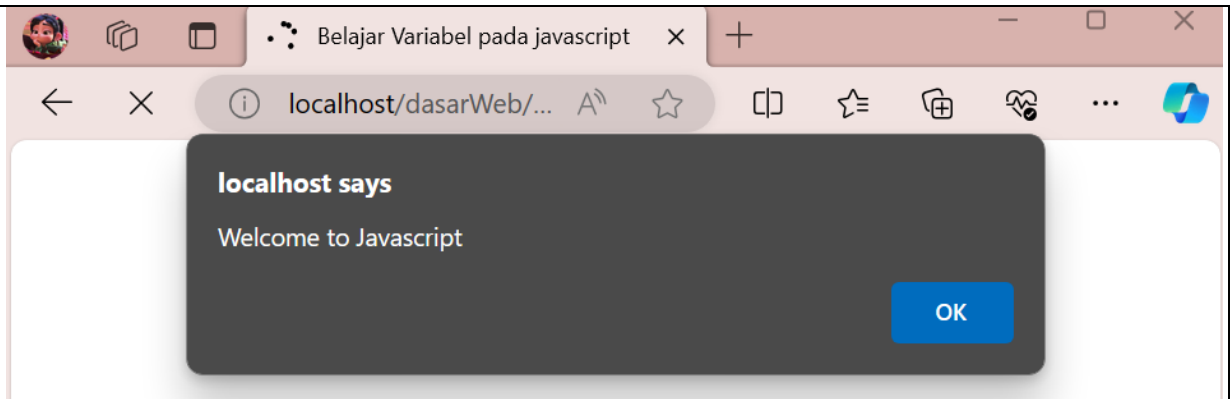 Belajar Variabel pada javascript
localhost/dasarWeb/...
localhost says
Welcome to Javascript
OK